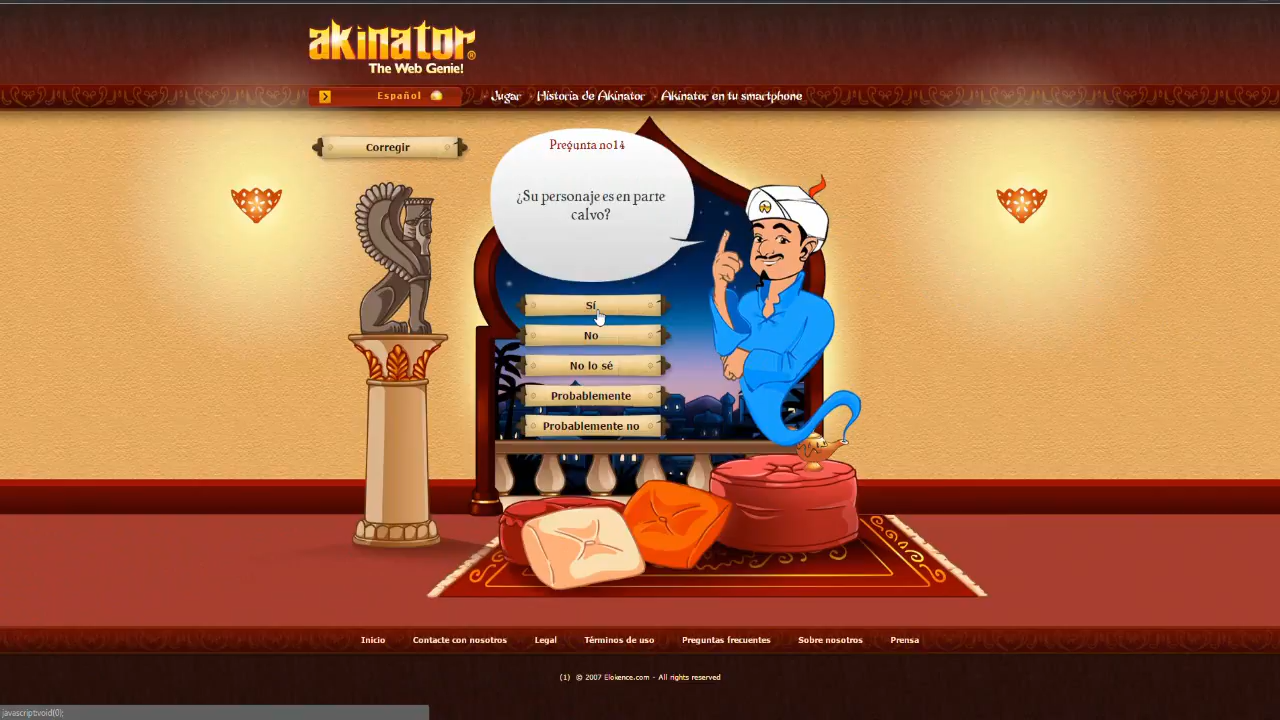 akinator®
The Web Genie!
Español
Jugar
Historia de Akinator
Akinator en tu smartphone
Corregir
Pregunta no14
¿Su personaje es en parte
calvo?
Sí
No
No lo sé
Probablemente
Probablemente no
Inicio
Contacte con nosotros
Legal
Términos de uso
Preguntas frecuentes
Sobre nosotros
Prensa
(1) © 2007 Elokence.com - All rights reserved
javascript:void(0);